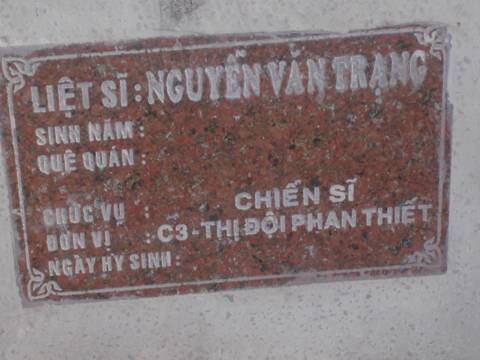 LIỆT SĨ : NGUYỄN VĂN TRẠNG
SINH NĂM :
QUÊ QUÁN :
CHỨC VỤ : CHIẾN SĨ
ĐƠN VỊ : C3 - THỊ ĐỘI PHAN THIẾT
NGÀY HY SINH :